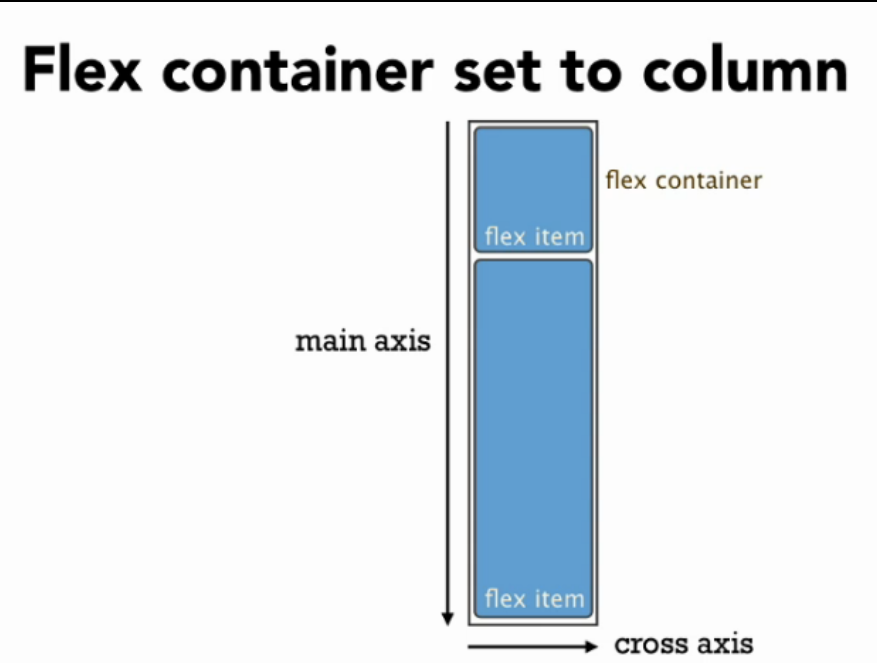 Flex container set to column
flex container
flex item
main axis
flex item
cross axis